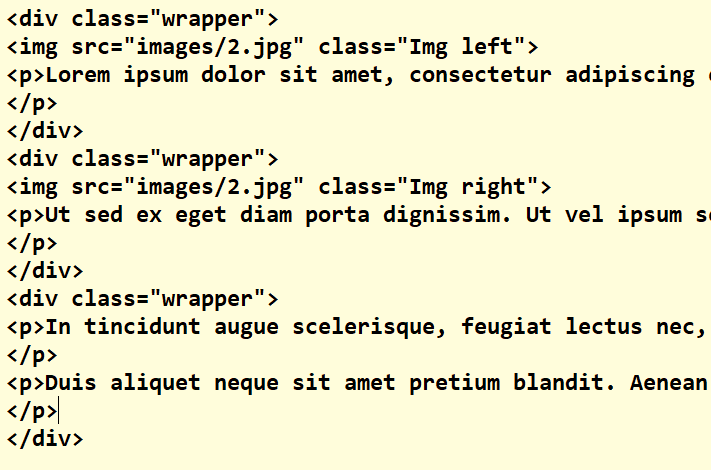 <div class="wrapper">
<img src="images/2.jpg" class="Img left">
<p>Lorem ipsum dolor sit amet, consectetur adipiscing
</p>
</div>
<div class="wrapper">
<img src="images/2.jpg" class="Img right">
<p>Ut sed ex eget diam porta dignissim. Ut vel ipsum
</p>
</div>
<div class="wrapper">
<p>In tincidunt augue scelerisque, feugiat lectus nec,
</p>
<p>Duis aliquet neque sit amet pretium blandit. Aenean
</p>
</div>